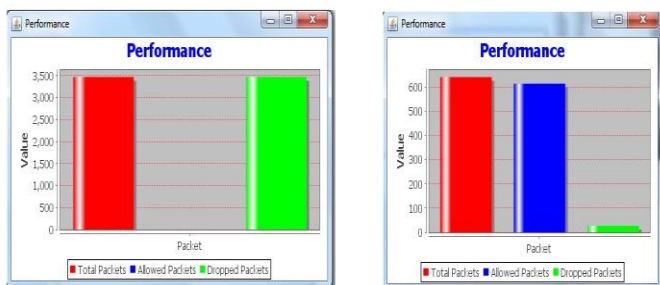 Performance
Performance
3,500
3,000
2,500
2,000
1,500
1,000
500
0
Value
Packet
Total Packets Allowed Packets Dropped Packets
Performance
Performance
600
500
400
300
200
100
0
Value
Packet
Total Packets Allowed Packets Dropped Packets